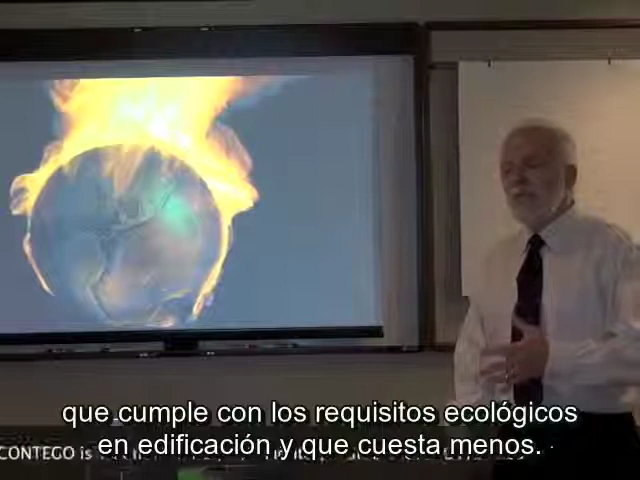 que cumple con los requisitos ecológicos
en edificación y que cuesta menos.
CONTEGO is